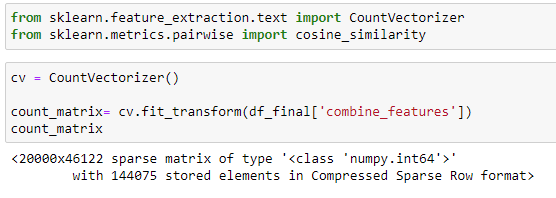 from sklearn.feature_extraction.text import CountVectorizer
from sklearn.metrics.pairwise import cosine_similarity
cv = CountVectorizer()
count_matrix= cv.fit_transform(df_final['combine_features'])
count_matrix
<20000x46122 sparse matrix of type '<class 'numpy.int64'>'
        with 144075 stored elements in Compressed Sparse Row format>